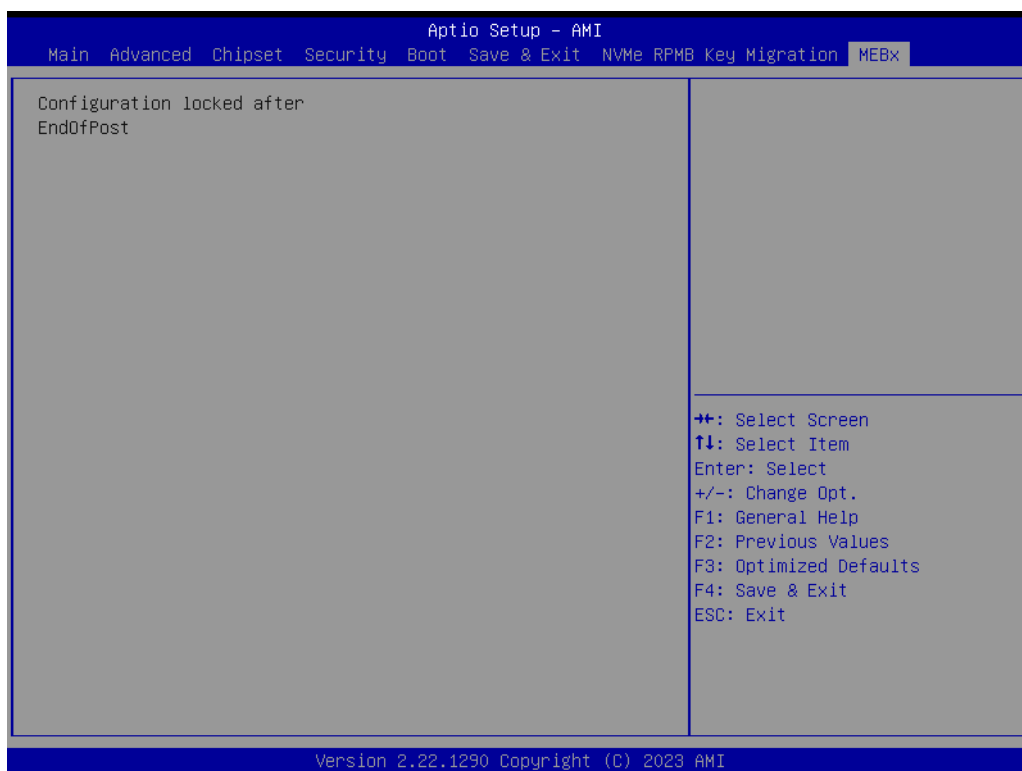 Aptio Setup – AMI
Main Advanced Chipset Security Boot Save & Exit NVMe RPMB Key Migration MEBx
Configuration locked after
EndOfPost
→←: Select Screen
↑↓: Select Item
Enter: Select
+/-: Change Opt.
F1: General Help
F2: Previous Values
F3: Optimized Defaults
F4: Save & Exit
ESC: Exit
Version 2.22.1290 Copyright (C) 2023 AMI